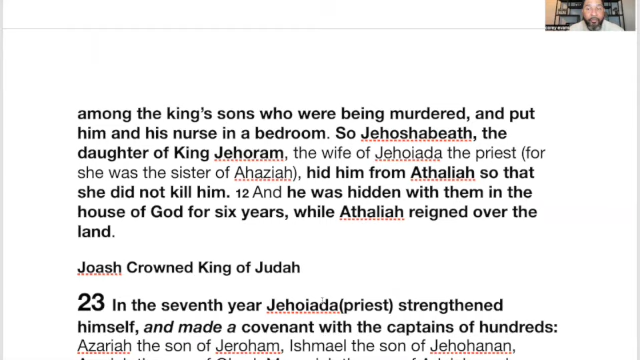 corey evans
among the king's sons who were being murdered, and put
him and his nurse in a bedroom. So Jehoshabeath, the
daughter of King Jehoram, the wife of Jehoiada the priest (for
she was the sister of Ahaziah), hid him from Athaliah so that
she did not kill him. 12 And he was hidden with them in the
house of God for six years, while Athaliah reigned over the
land.
Joash Crowned King of Judah
23 In the seventh year Jehoiada(priest) strengthened
himself, and made a covenant with the captains of hundreds:
Azariah the son of Jeroham, Ishmael the son of Jehohanan,